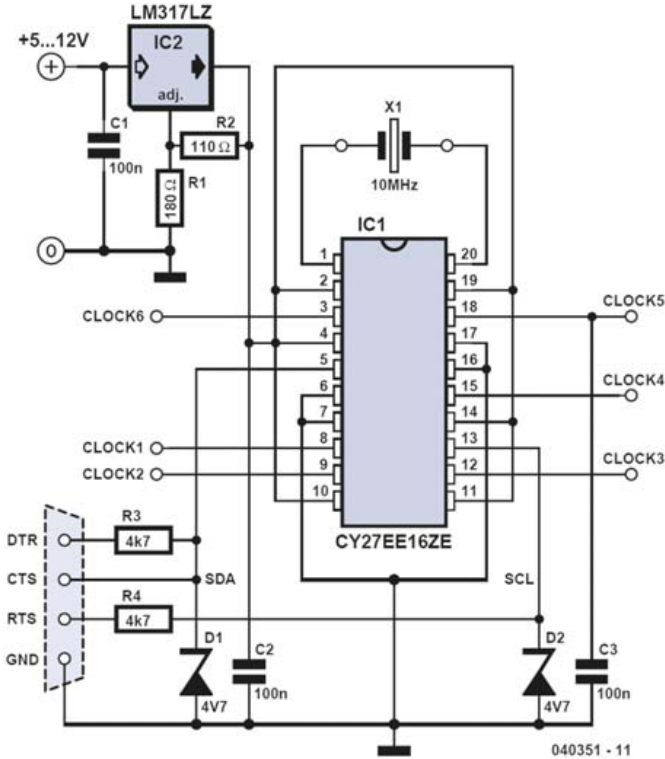 LM317LZ
+5...12V
IC2
+
adj.
C1
100n
R2
110 Ω
R1
180 Ω
0
X1
10MHz
IC1
1
20
2
19
3
18
4
17
5
16
6
15
7
14
8
13
9
12
10
11
CLOCK6
CLOCK5
CLOCK4
CLOCK1
CLOCK2
CLOCK3
CY27EE16ZE
R3
4k7
DTR
CTS
SDA
SCL
R4
4k7
RTS
GND
D1
4V7
C2
100n
D2
4V7
C3
100n
040351 - 11